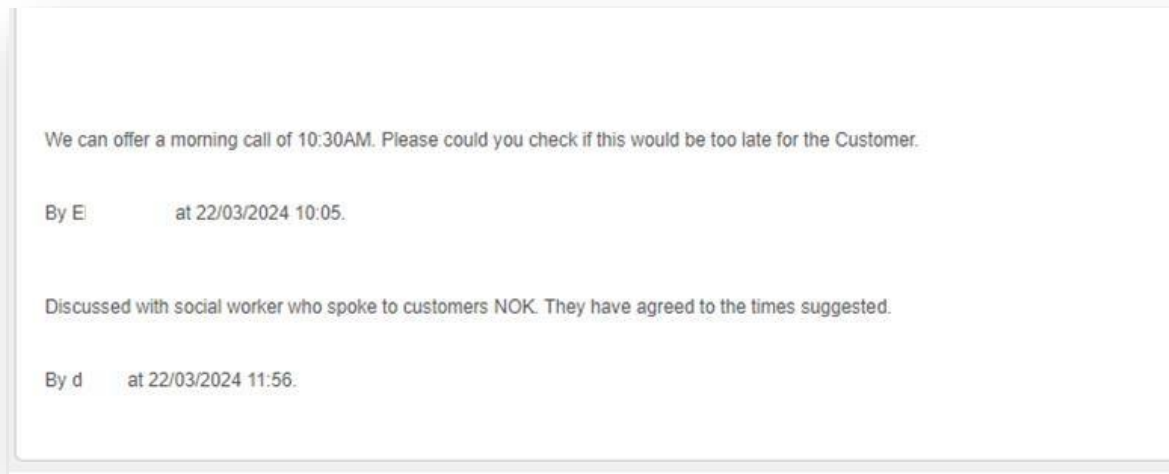 We can offer a morning call of 10:30AM. Please could you check if this would be too late for the Customer.
By E at 22/03/2024 10:05.
Discussed with social worker who spoke to customers NOK. They have agreed to the times suggested.
By d at 22/03/2024 11:56.